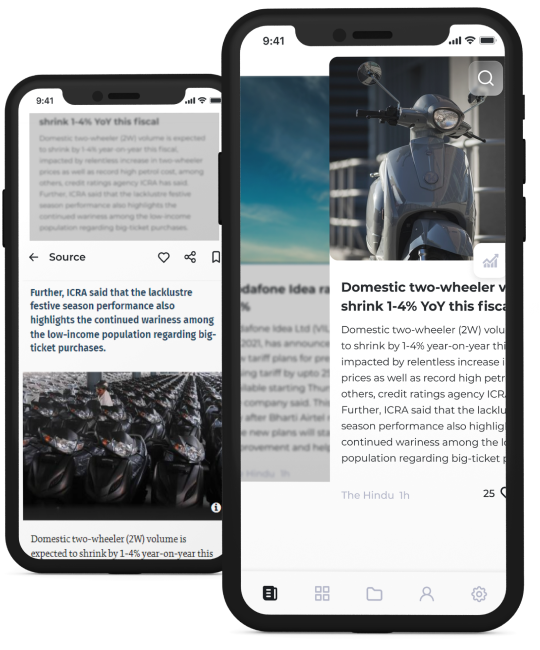 9:41
shrink 1-4% YoY this fiscal
Domestic two-wheeler (2W) volume is expected
to shrink by 1-4% year-on-year this fiscal,
impacted by relentless increase in two-wheeler
prices as well as record high petrol cost, among
others, credit ratings agency ICRA has said.
Further, ICRA said that the lacklustre festive
season performance also highlights the
continued wariness among the low-income
population regarding big-ticket purchases.
Source
Further, ICRA said that the lacklustre
festive season performance also
highlights the continued wariness among
the low-income population regarding big-
ticket purchases.
Domestic two-wheeler (2W) volume is
expected to shrink by 1-4% year-on-year this
9:41
dafone Idea ra
%
dafone Idea Ltd (VIL
2021, has announce
v tariff plans for pre
ing tariff by upto 25
ilable starting Thur
company said. This
after Bharti Airtel r
e new plans will sta
provement and help
Hindu 1h
Domestic two-wheeler v
shrink 1-4% YoY this fisca
Domestic two-wheeler (2W) volu
to shrink by 1-4% year-on-year thi
impacted by relentless increase i
prices as well as record high petr
others, credit ratings agency ICR
Further, ICRA said that the lacklu
season performance also highligl
continued wariness among the lo
population regarding big-ticket p
The Hindu 1h
25